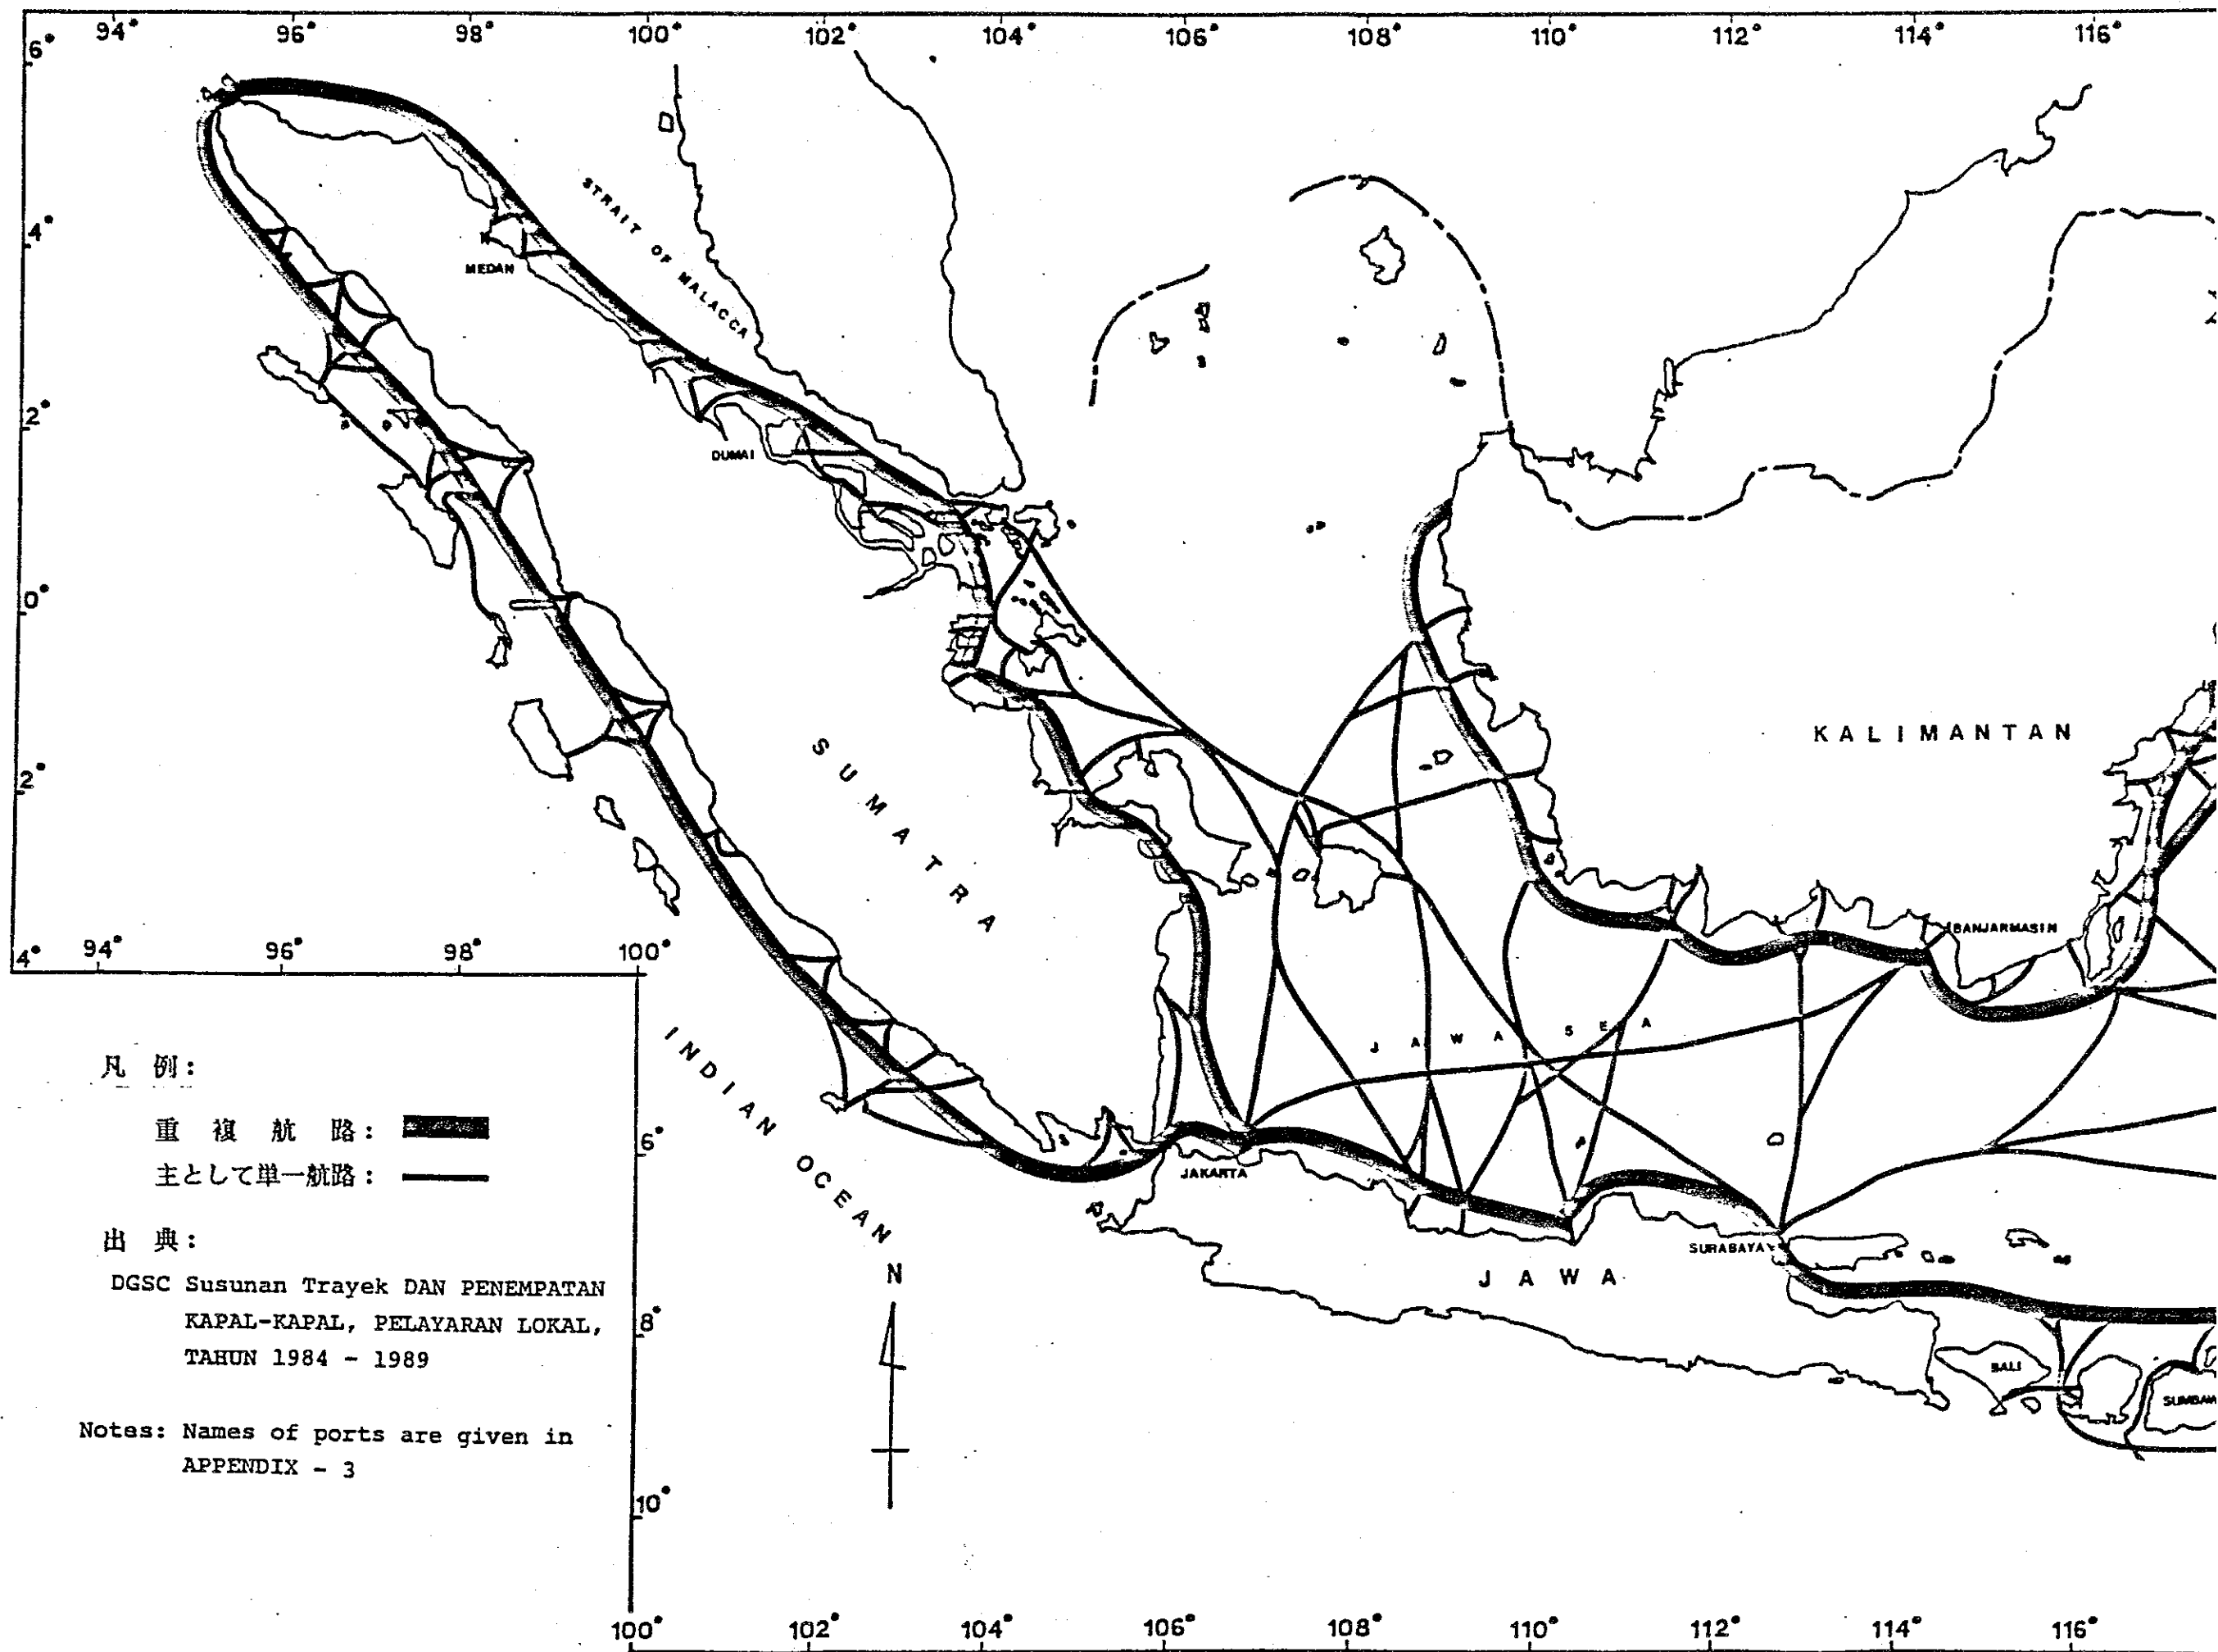 94° 96° 98° 100° 102° 104° 106° 108° 110° 112° 114° 116°
6°
4°
2°
0°
2°
4°
STRAIT OF MALACCA
MEDAN
DUMAI
SUMATRA
KALIMANTAN
BANJARMASIN
94° 96° 98° 100°
JAWA SEA
INDIAN OCEAN
6°
8°
10°
JAKARTA
SURABAYA
JAWA
BALI
SUMBAW
N
凡 例:
重 複 航 路:
主として単一航路:
出 典:
DGSC Susunan Trayek DAN PENEMPATAN
KAPAL-KAPAL, PELAYARAN LOKAL,
TAHUN 1984 - 1989
Notes: Names of ports are given in
APPENDIX - 3
100° 102° 104° 106° 108° 110° 112° 114° 116°